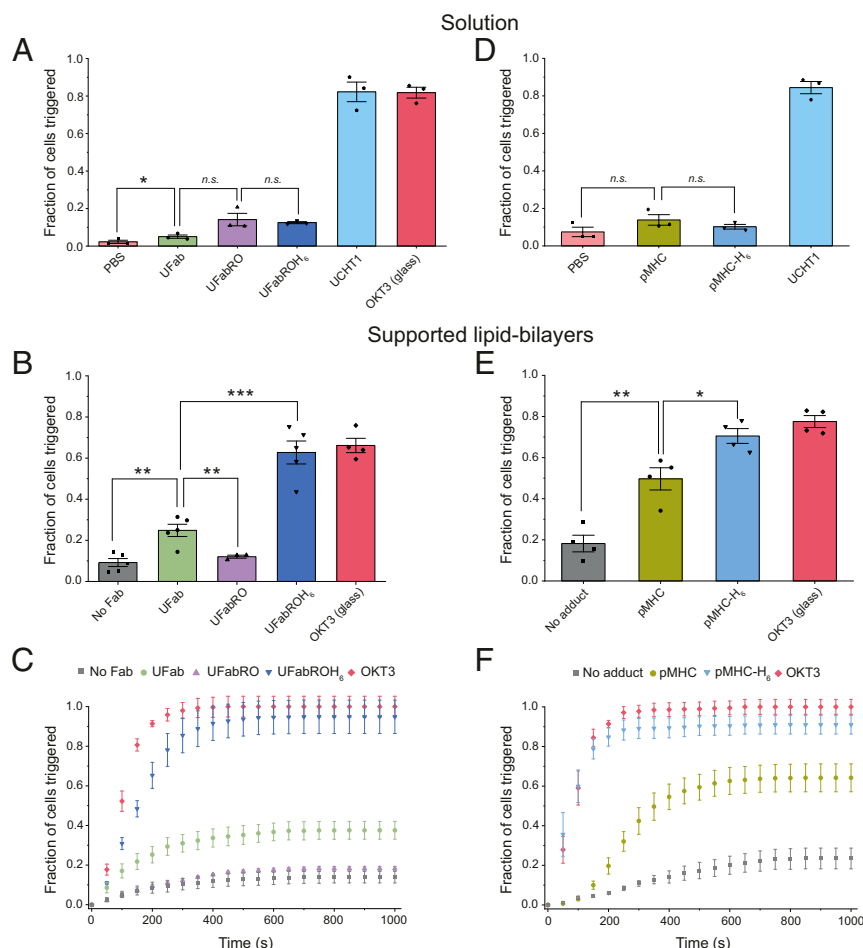 Solution
A
Fraction of cells triggered
1.0
0.8
0.6
0.4
0.2
0.0
*
n.s.
n.s.
PBS
UFab
UFabRO
UFabROH₆
UCHT1
OKT3 (glass)
D
Fraction of cells triggered
1.0
0.8
0.6
0.4
0.2
0.0
n.s.
n.s.
PBS
pMHC
pMHC-H₆
UCHT1
Supported lipid-bilayers
B
Fraction of cells triggered
1.0
0.8
0.6
0.4
0.2
0.0
***
**
**
No Fab
UFab
UFabRO
UFabROH₆
OKT3 (glass)
E
Fraction of cells triggered
1.0
0.8
0.6
0.4
0.2
0.0
**
*
No adduct
pMHC
pMHC-H₆
OKT3 (glass)
C
No Fab UFab UFabRO UFabROH₆ OKT3
Fraction of cells triggered
1.0
0.8
0.6
0.4
0.2
0.0
0 200 400 600 800 1000
Time (s)
F
No adduct pMHC pMHC-H₆ OKT3
Fraction of cells triggered
1.0
0.8
0.6
0.4
0.2
0.0
0 200 400 600 800 1000
Time (s)